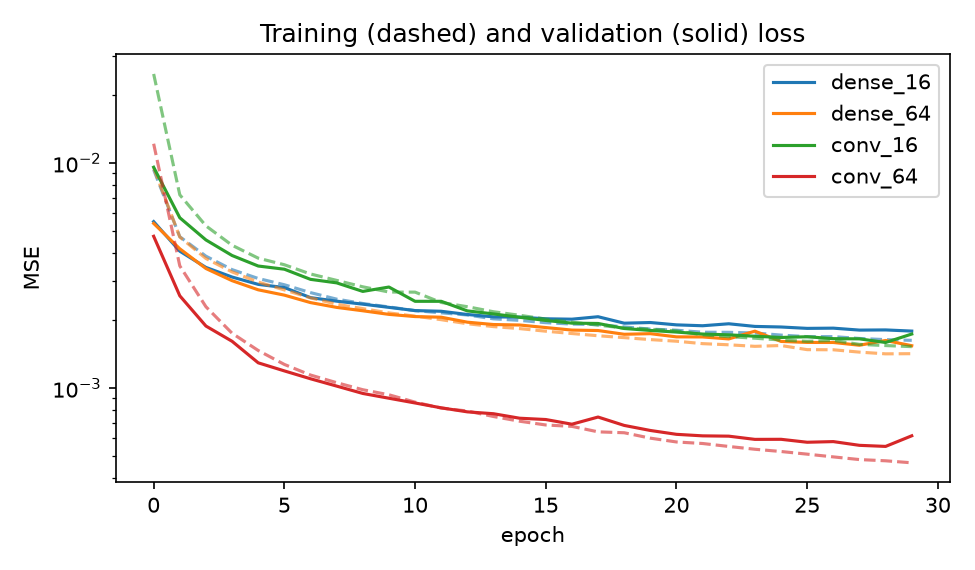 Training (dashed) and validation (solid) loss
dense_16
dense_64
conv_16
conv_64
10⁻²
10⁻³
MSE
0 5 10 15 20 25 30
epoch